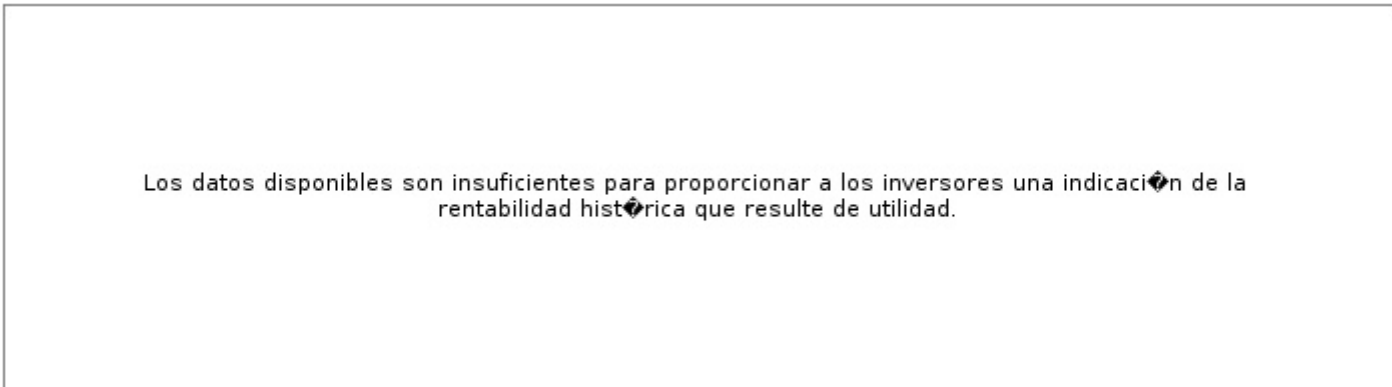 Los datos disponibles son insuficientes para proporcionar a los inversores una indicaci�n de la
rentabilidad hist�rica que resulte de utilidad.